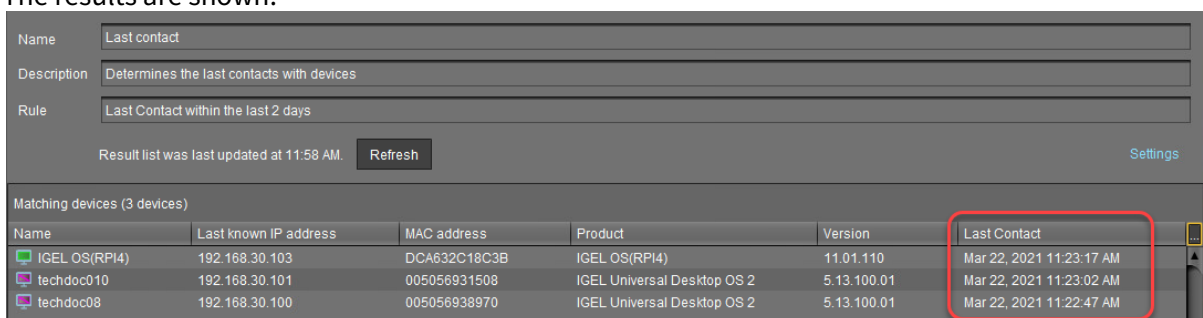 The results are shown:
Name Last contact
Description Determines the last contacts with devices
Rule Last Contact within the last 2 days
Result list was last updated at 11:58 AM. Refresh Settings
Matching devices (3 devices)
Name Last known IP address MAC address Product Version Last Contact ...
IGEL OS(RPI4) 192.168.30.103 DCA632C18C3B IGEL OS(RPI4) 11.01.110 Mar 22, 2021 11:23:17 AM
techdoc010 192.168.30.101 005056931508 IGEL Universal Desktop OS 2 5.13.100.01 Mar 22, 2021 11:23:02 AM
techdoc08 192.168.30.100 005056938970 IGEL Universal Desktop OS 2 5.13.100.01 Mar 22, 2021 11:22:47 AM